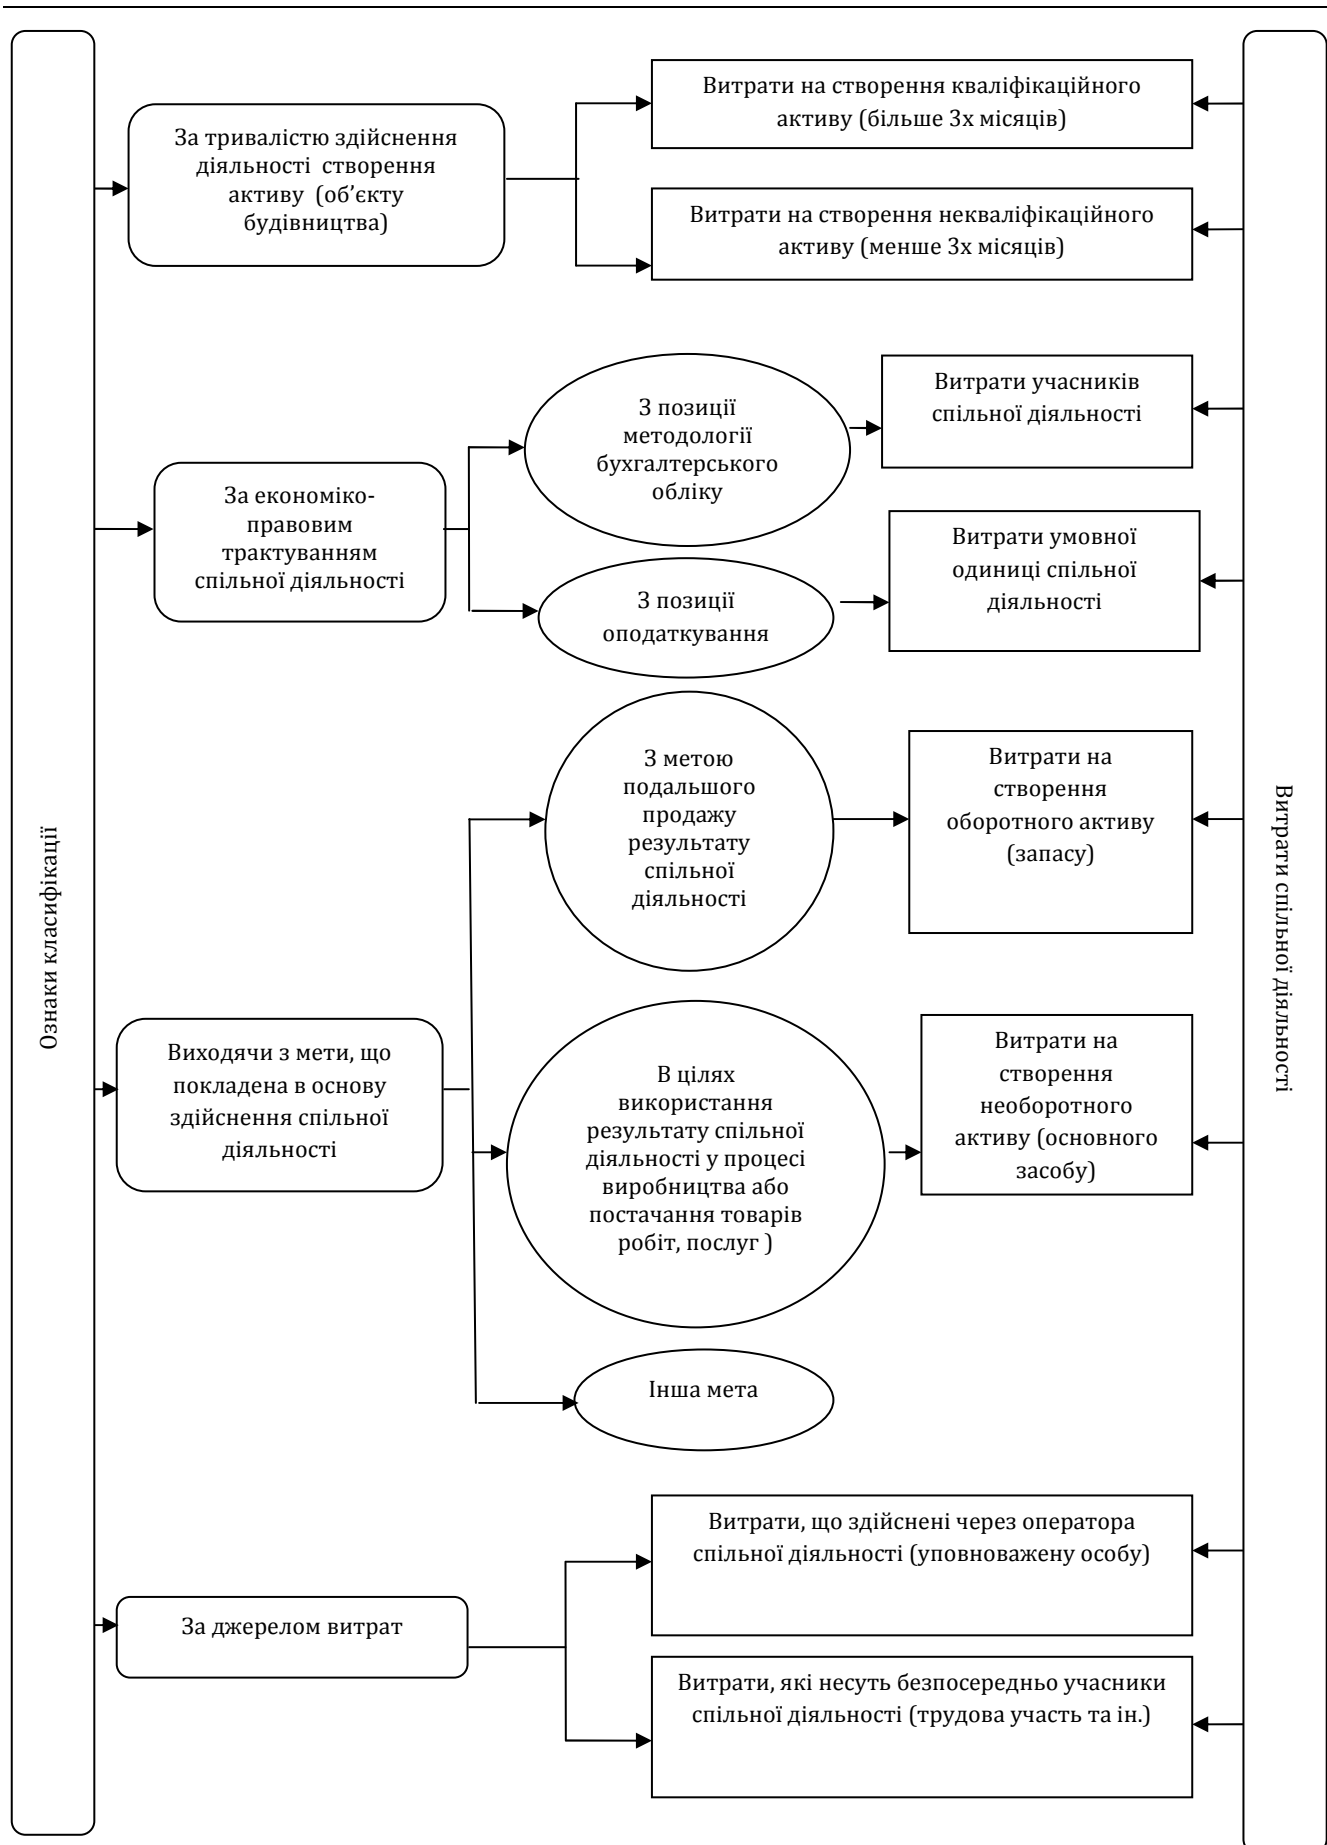 Ознаки класифікації
За тривалістю здійснення
діяльності створення
активу (об’єкту
будівництва)
Витрати на створення кваліфікаційного
активу (більше 3х місяців)
Витрати на створення некваліфікаційного
активу (менше 3х місяців)
За економіко-
правовим
трактуванням
спільної діяльності
З позиції
методології
бухгалтерського
обліку
Витрати учасників
спільної діяльності
З позиції
оподаткування
Витрати умовної
одиниці спільної
діяльності
Виходячи з мети, що
покладена в основу
здійснення спільної
діяльності
З метою
подальшого
продажу
результату
спільної
діяльності
Витрати на
створення
оборотного активу
(запасу)
В цілях
використання
результату спільної
діяльності у процесі
виробництва або
постачання товарів
робіт, послуг )
Витрати на
створення
необоротного
активу (основного
засобу)
Інша мета
За джерелом витрат
Витрати, що здійснені через оператора
спільної діяльності (уповноважену особу)
Витрати, які несуть безпосередньо учасники
спільної діяльності (трудова участь та ін.)
Витрати спільної діяльності